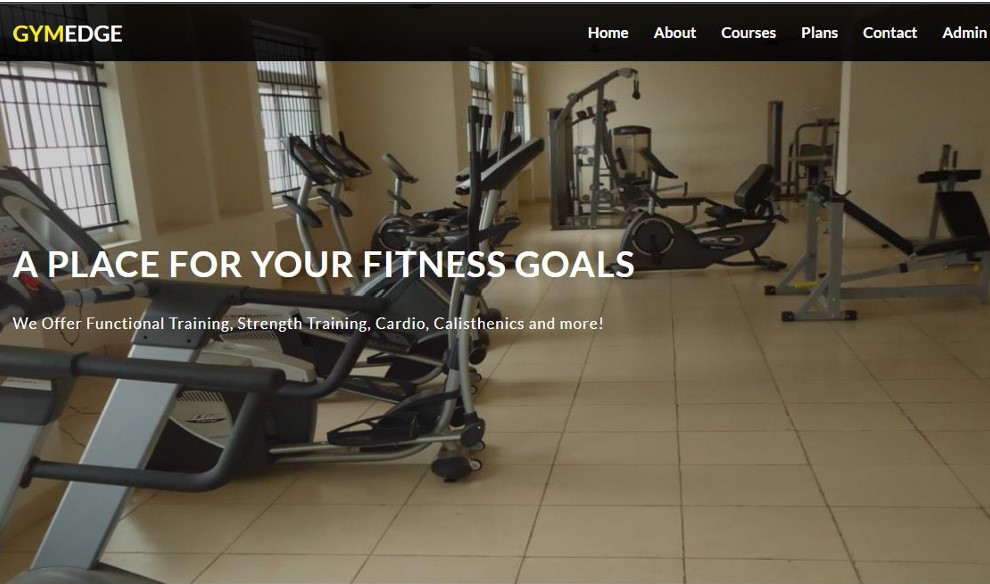 GYMEDGE
Home About Courses Plans Contact Admin
A PLACE FOR YOUR FITNESS GOALS
We Offer Functional Training, Strength Training, Cardio, Calisthenics and more!